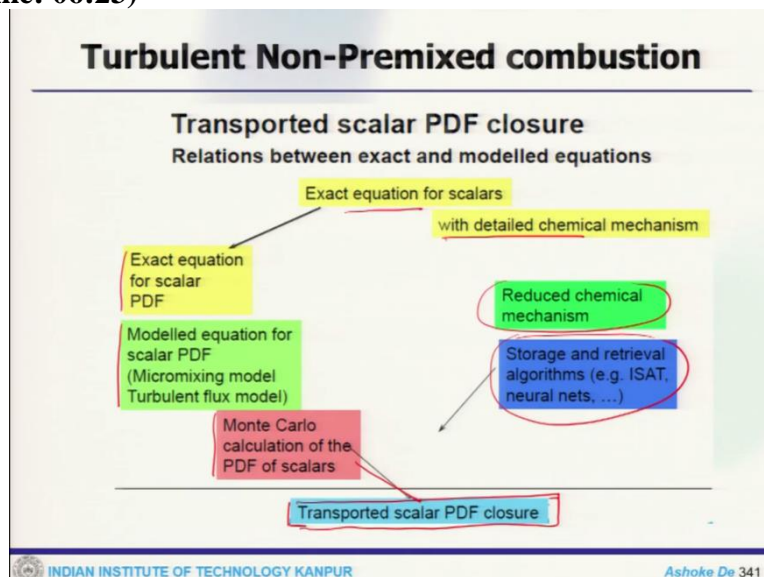 Turbulent Non-Premixed combustion
Transported scalar PDF closure
Relations between exact and modelled equations
Exact equation for scalars
with detailed chemical mechanism
Exact equation
for scalar
PDF
Reduced chemical
mechanism
Modelled equation for
scalar PDF
(Micromixing model
Turbulent flux model)
Storage and retrieval
algorithms (e.g. ISAT,
neural nets, ...)
Monte Carlo
calculation of the
PDF of scalars
Transported scalar PDF closure
INDIAN INSTITUTE OF TECHNOLOGY KANPUR
Ashoke De 341